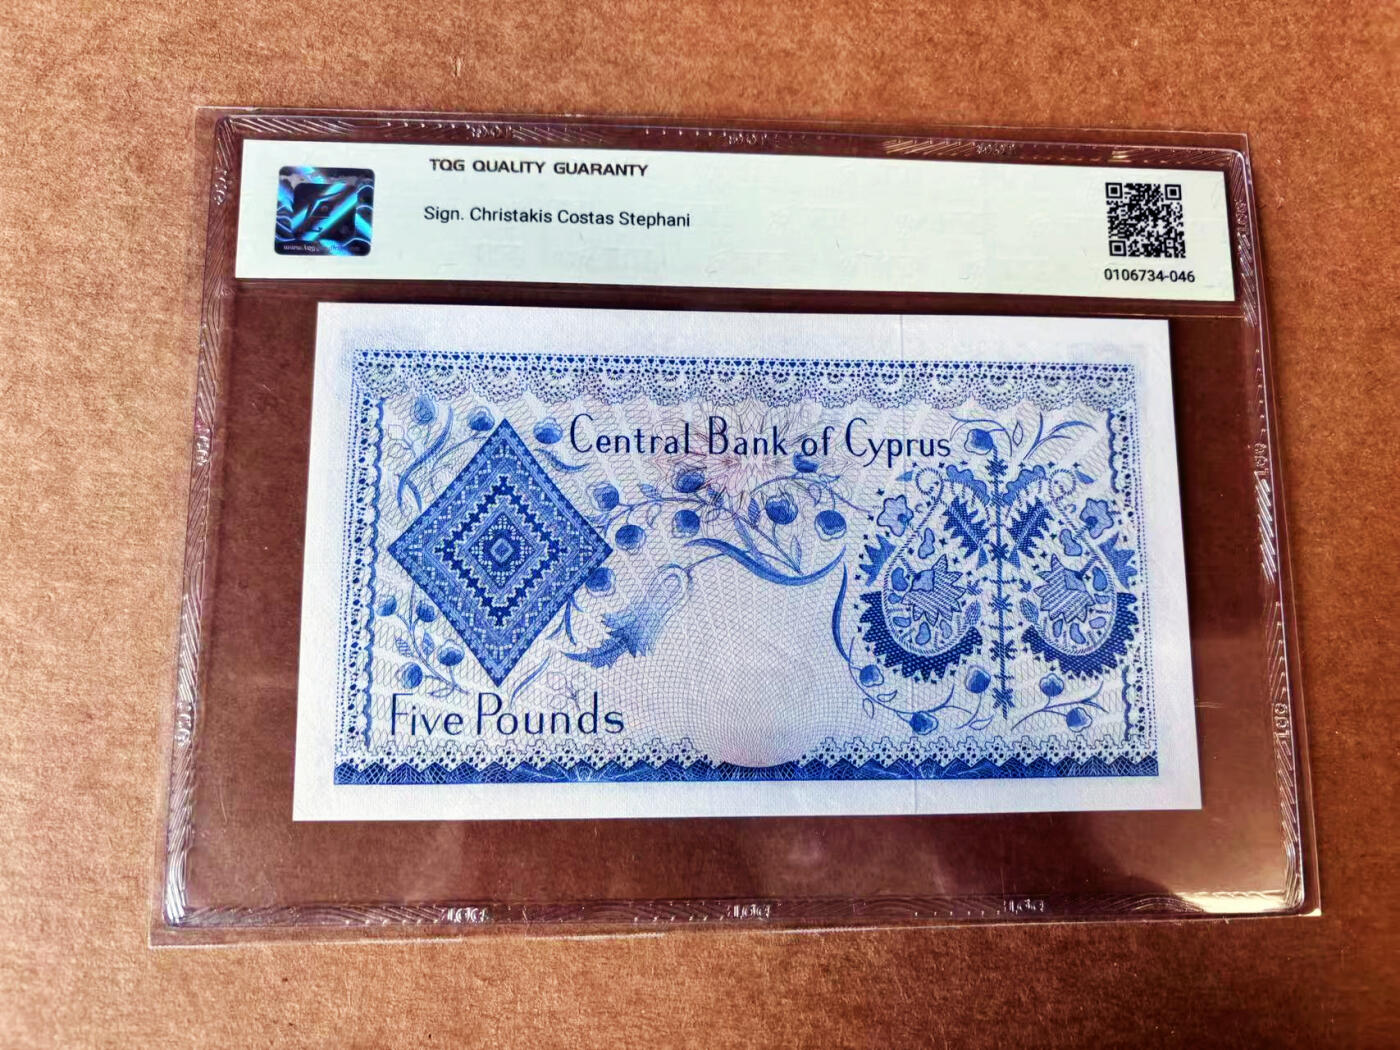 TQG QUALITY GUARANTY
Sign. Christakis Costas Stephani
0106734-046
Central Bank of Cyprus
Five Pounds